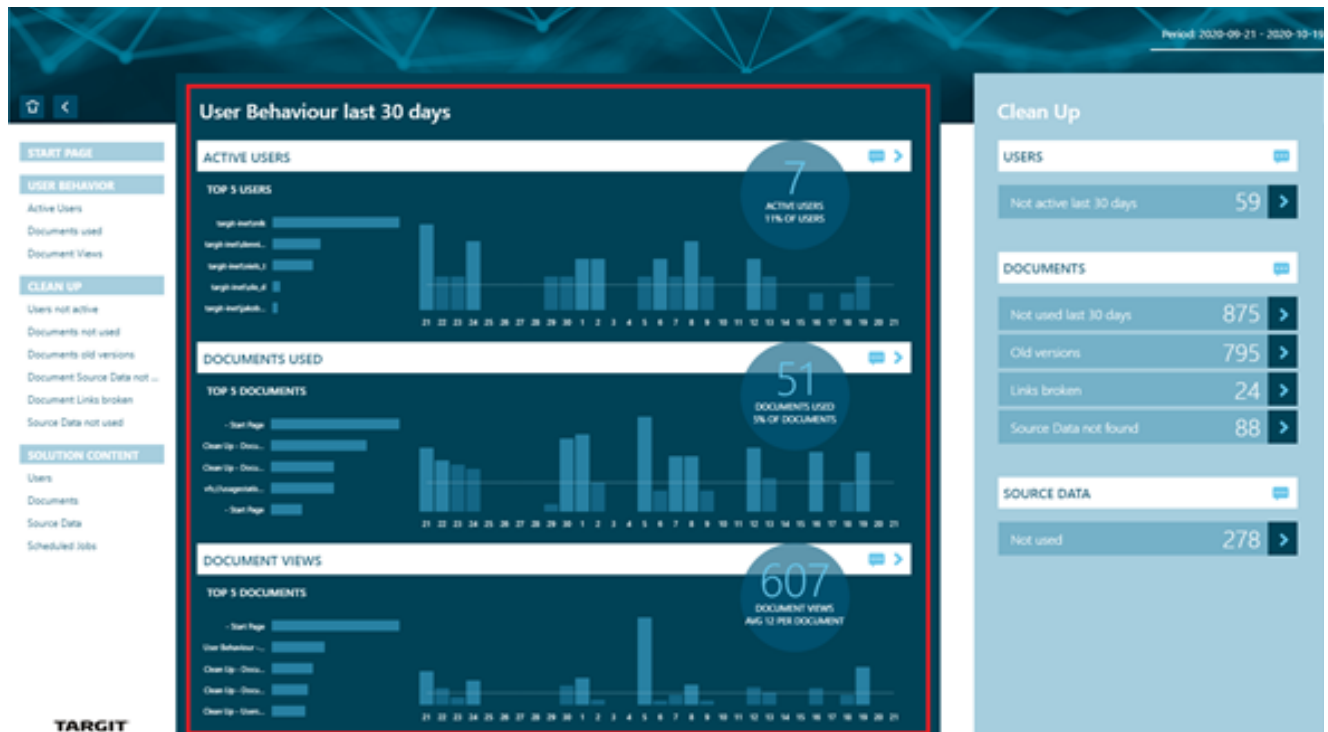 Period: 2020-09-21 - 2020-10-19
START PAGE
USER BEHAVIOR
Active Users
Documents used
Document Views
CLEAN UP
Users not active
Documents not used
Documents old versions
Document Source Data not ...
Document Links broken
Source Data not used
SOLUTION CONTENT
Users
Documents
Source Data
Scheduled Jobs
TARGIT
User Behaviour last 30 days
ACTIVE USERS
7
ACTIVE USERS
11% OF USERS
TOP 5 USERS
21 22 23 24 25 26 27 28 29 30 1 2 3 4 5 6 7 8 9 10 11 12 13 14 15 16 17 18 19 20 21
DOCUMENTS USED
51
DOCUMENTS USED
5% OF DOCUMENTS
TOP 5 DOCUMENTS
- Start Page
Clean Up - Docu...
Clean Up - Docu...
- Start Page
21 22 23 24 25 26 27 28 29 30 1 2 3 4 5 6 7 8 9 10 11 12 13 14 15 16 17 18 19 20 21
DOCUMENT VIEWS
607
DOCUMENT VIEWS
AVG 12 PER DOCUMENT
TOP 5 DOCUMENTS
- Start Page
User Behaviour -...
Clean Up - Docu...
Clean Up - Docu...
Clean Up - Users...
21 22 23 24 25 26 27 28 29 30 1 2 3 4 5 6 7 8 9 10 11 12 13 14 15 16 17 18 19 20 21
Clean Up
USERS
Not active last 30 days 59
DOCUMENTS
Not used last 30 days 875
Old versions 795
Links broken 24
Source Data not found 88
SOURCE DATA
Not used 278